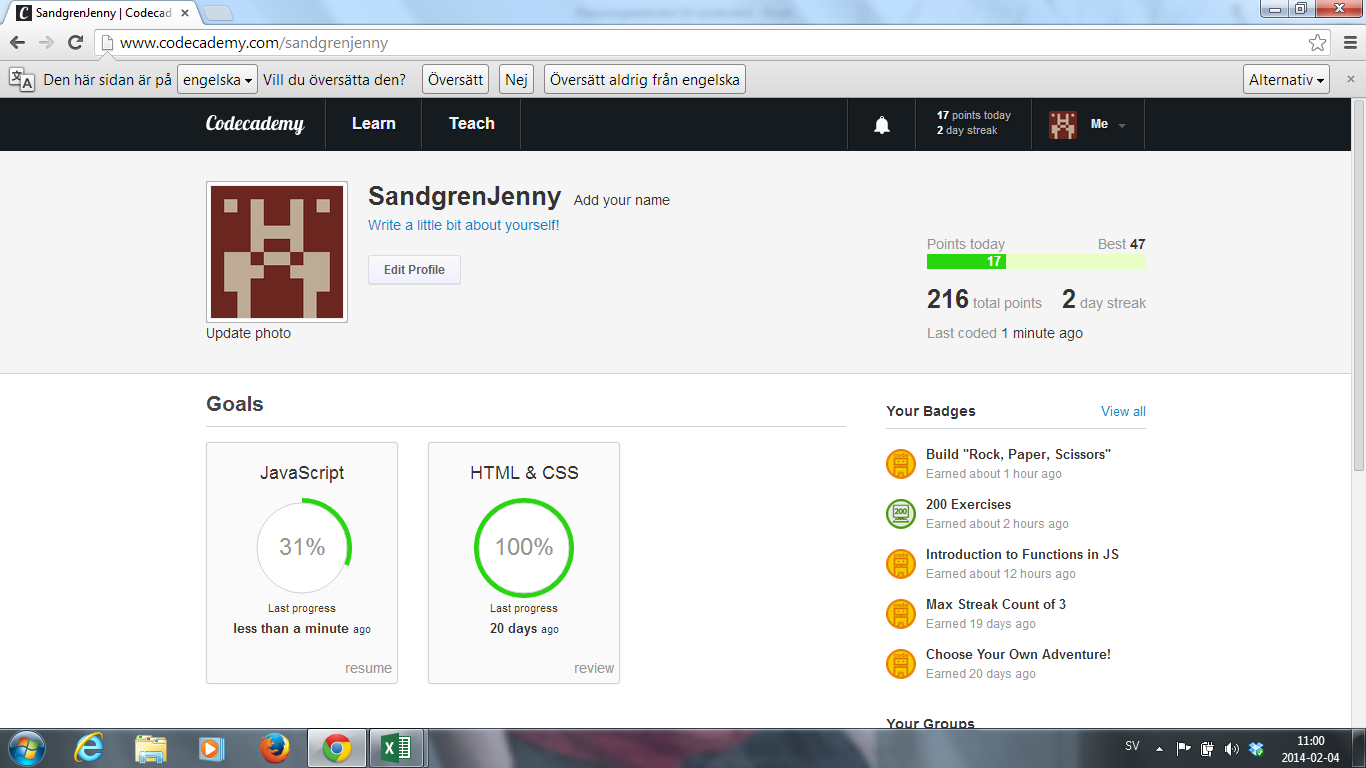 SandgrenJenny | Codecad
www.codecademy.com/sandgrenjenny
Den här sidan är på engelska Vill du översätta den? Översätt Nej Översätt aldrig från engelska Alternativ
Codecademy Learn Teach
17 points today
2 day streak
Me
SandgrenJenny Add your name
Write a little bit about yourself!
Edit Profile
Update photo
Points today Best 47
17
216 total points 2 day streak
Last coded 1 minute ago
Goals
JavaScript
31%
Last progress
less than a minute ago
resume
HTML & CSS
100%
Last progress
20 days ago
review
Your Badges View all
Build "Rock, Paper, Scissors"
Earned about 1 hour ago
200
200 Exercises
Earned about 2 hours ago
Introduction to Functions in JS
Earned about 12 hours ago
Max Streak Count of 3
Earned 19 days ago
Choose Your Own Adventure!
Earned 20 days ago
Your Groups
SV
11:00
2014-02-04